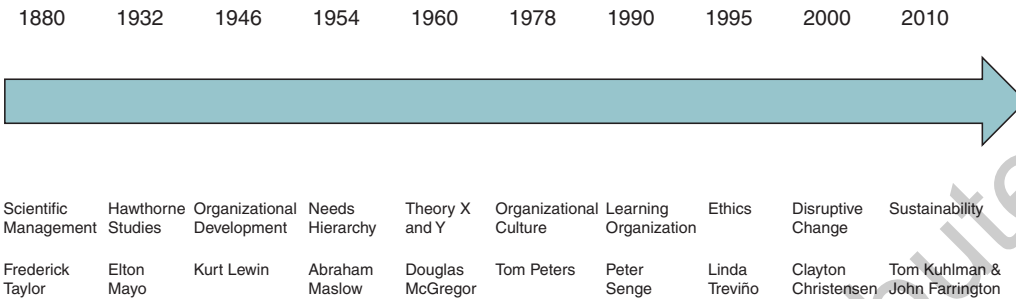 1880 1932 1946 1954 1960 1978 1990 1995 2000 2010
Scientific Hawthorne Organizational Needs Theory X Organizational Learning Ethics Disruptive Sustainability
Management Studies Development Hierarchy and Y Culture Organization Change
Frederick Elton Kurt Lewin Abraham Douglas Tom Peters Peter Linda Clayton Tom Kuhlman &
Taylor Mayo Maslow McGregor Senge Treviño Christensen John Farrington